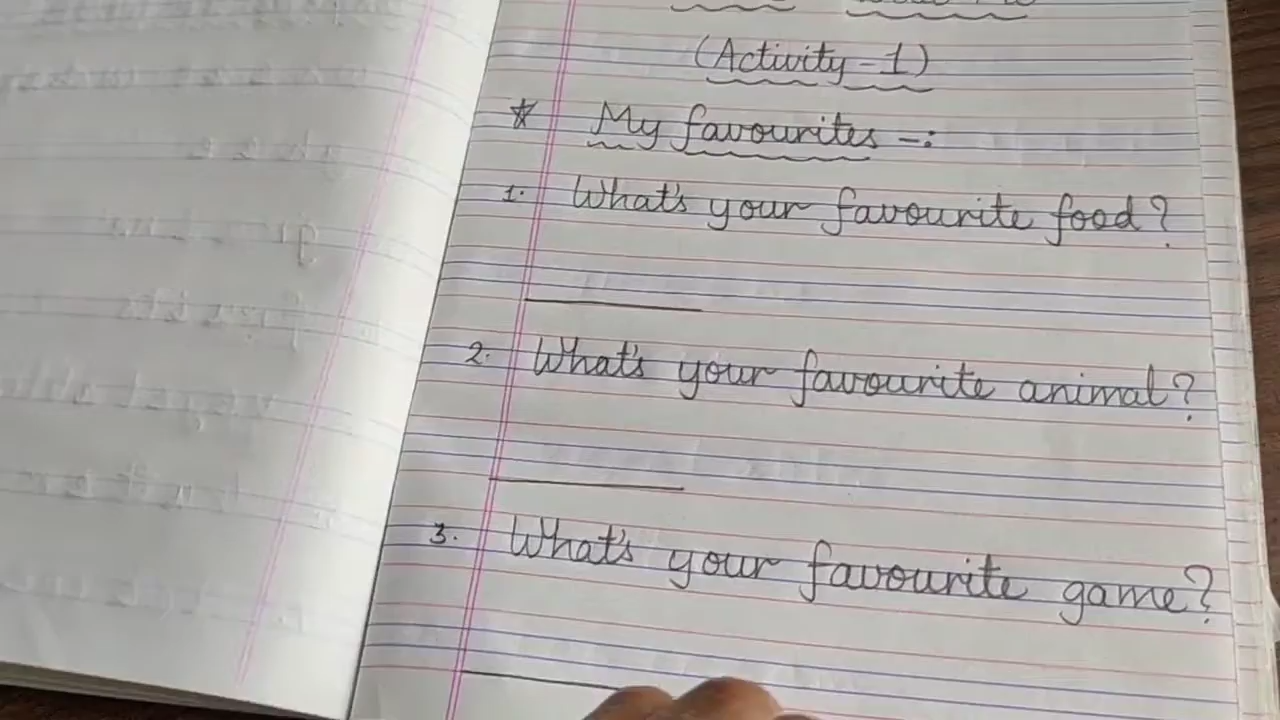 (Activity-1)
* My favourites -:
1. What's your favourite food?
2. What's your favourite animal?
3. What's your favourite game?